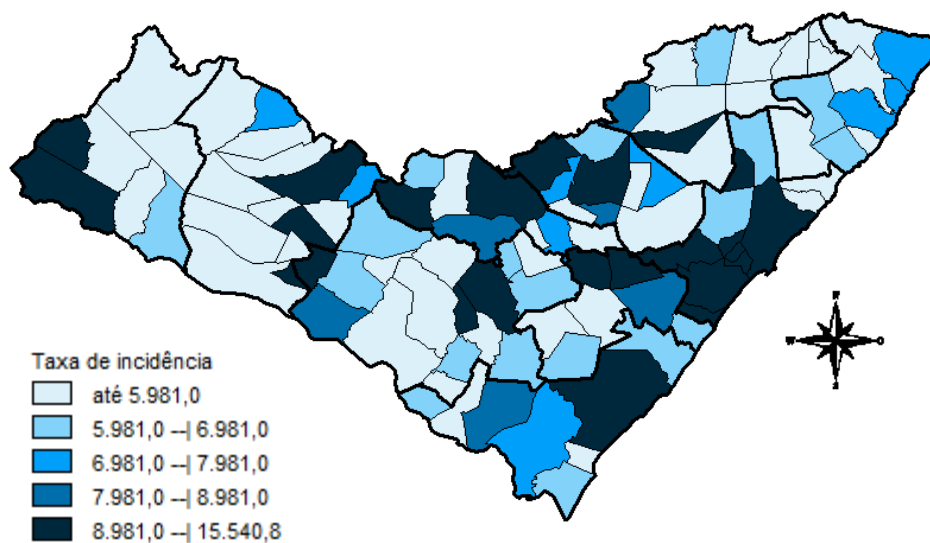 Taxa de incidência
até 5.981,0
5.981,0 --| 6.981,0
6.981,0 --| 7.981,0
7.981,0 --| 8.981,0
8.981,0 --| 15.540,8